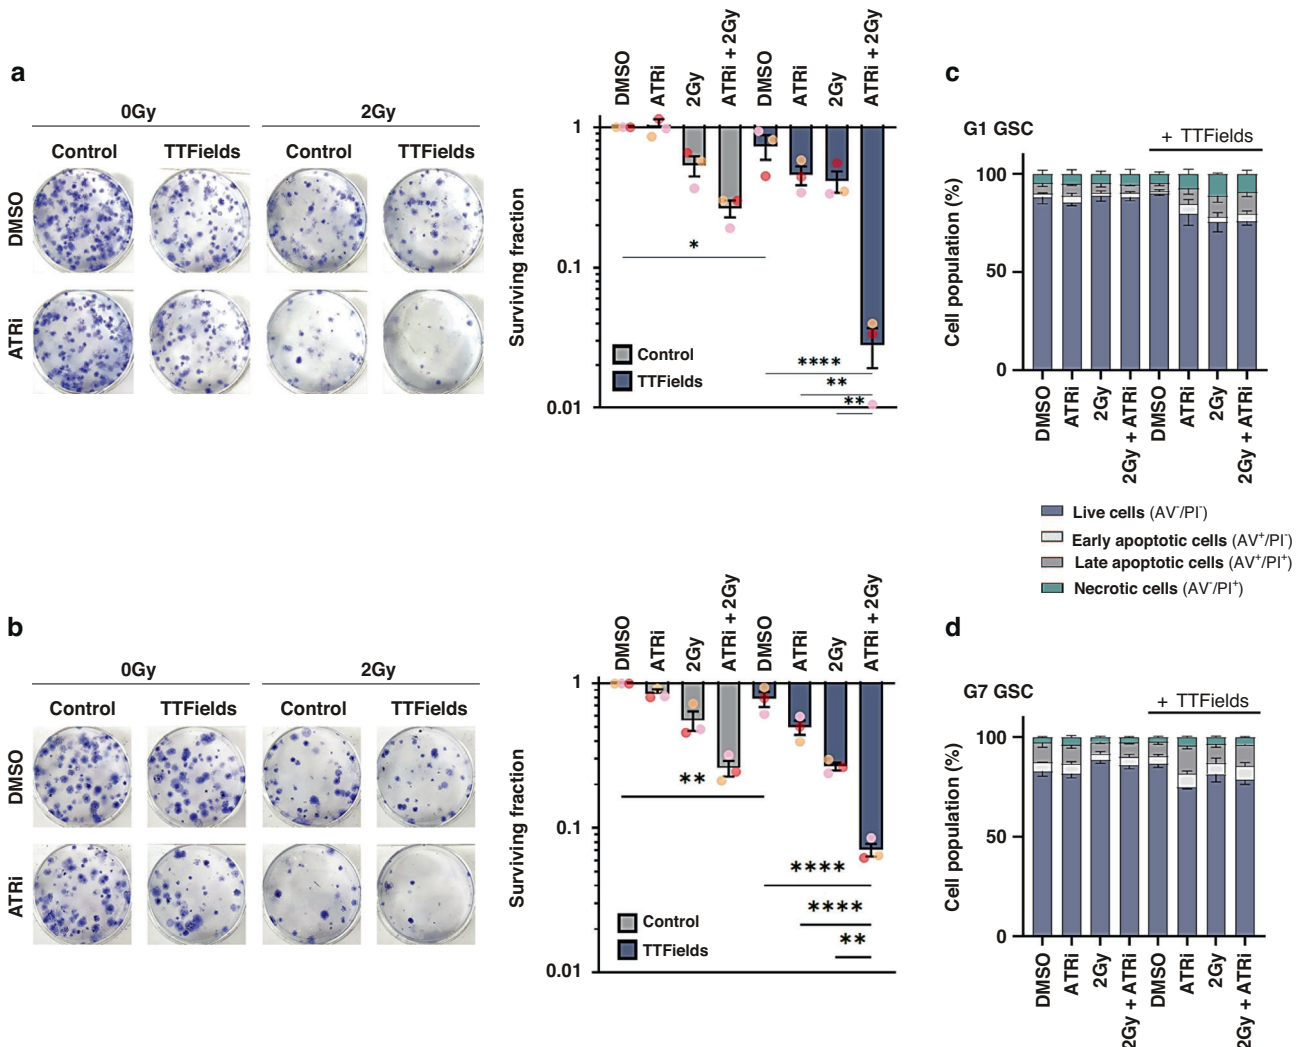 a
0Gy
2Gy
Control
TTFields
Control
TTFields
DMSO
ATRi
DMSO
ATRi
2Gy
ATRi + 2Gy
DMSO
ATRi
2Gy
ATRi + 2Gy
Surviving fraction
1
0.1
0.01
*
****
**
**
Control
TTFields
c
G1 GSC
+ TTFields
Cell population (%)
100
50
0
DMSO
ATRi
2Gy
2Gy + ATRi
DMSO
ATRi
2Gy
2Gy + ATRi
Live cells (AV⁻/PI⁻)
Early apoptotic cells (AV⁺/PI⁻)
Late apoptotic cells (AV⁺/PI⁺)
Necrotic cells (AV⁻/PI⁺)
b
0Gy
2Gy
Control
TTFields
Control
TTFields
DMSO
ATRi
DMSO
ATRi
2Gy
ATRi + 2Gy
DMSO
ATRi
2Gy
ATRi + 2Gy
Surviving fraction
1
0.1
0.01
**
****
****
**
Control
TTFields
d
G7 GSC
+ TTFields
Cell population (%)
100
50
0
DMSO
ATRi
2Gy
2Gy + ATRi
DMSO
ATRi
2Gy
2Gy + ATRi